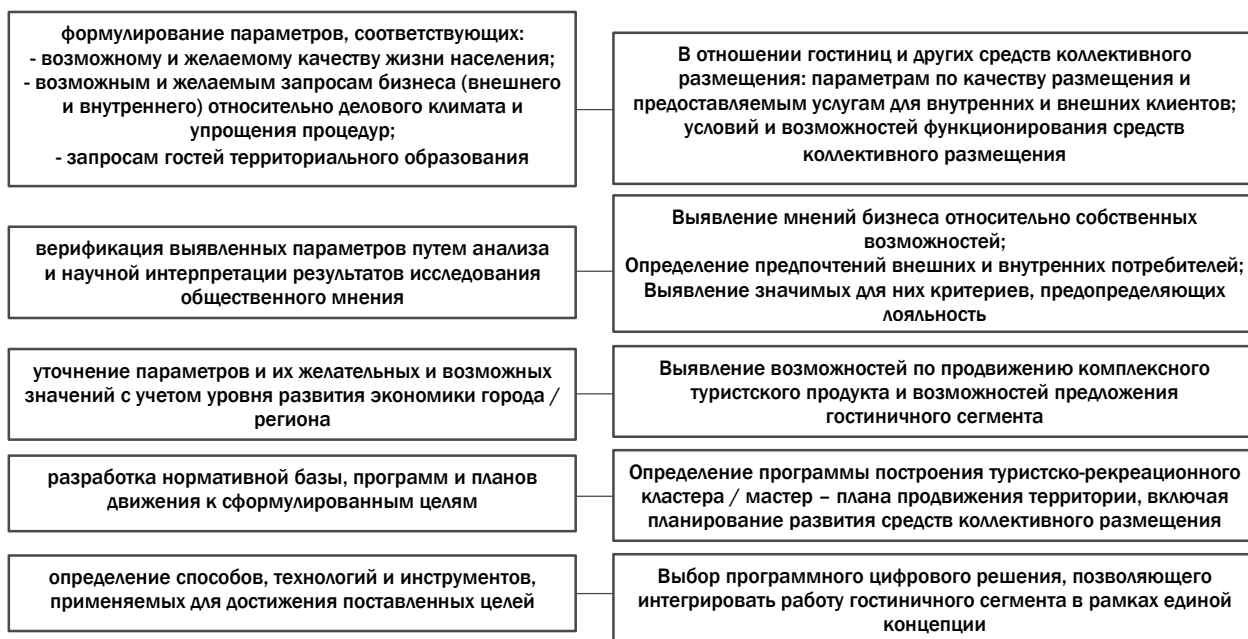 формулирование параметров, соответствующих:
- возможному и желаемому качеству жизни населения;
- возможным и желаемым запросам бизнеса (внешнего
и внутреннего) относительно делового климата и
упрощения процедур;
- запросам гостей территориального образования
В отношении гостиниц и других средств коллективного
размещения: параметрам по качеству размещения и
предоставляемым услугам для внутренних и внешних клиентов;
условий и возможностей функционирования средств
коллективного размещения
верификация выявленных параметров путем анализа
и научной интерпретации результатов исследования
общественного мнения
Выявление мнений бизнеса относительно собственных
возможностей;
Определение предпочтений внешних и внутренних потребителей;
Выявление значимых для них критериев, предопределяющих
лояльность
уточнение параметров и их желательных и возможных
значений с учетом уровня развития экономики города /
региона
Выявление возможностей по продвижению комплексного
туристского продукта и возможностей предложения
гостиничного сегмента
разработка нормативной базы, программ и планов
движения к сформулированным целям
Определение программы построения туристско-рекреационного
кластера / мастер – плана продвижения территории, включая
планирование развития средств коллективного размещения
определение способов, технологий и инструментов,
применяемых для достижения поставленных целей
Выбор программного цифрового решения, позволяющего
интегрировать работу гостиничного сегмента в рамках единой
концепции